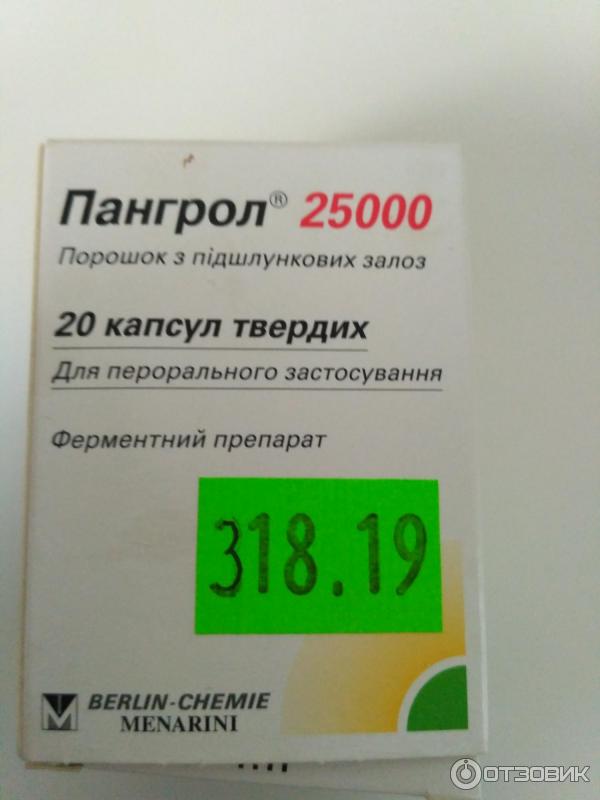 Пангрол® 25000
Порошок з підшлункових залоз
20 капсул твердих
Для перорального застосування
Ферментний препарат
318.19
BERLIN-CHEMIE
MENARINI
ОТЗОВИК